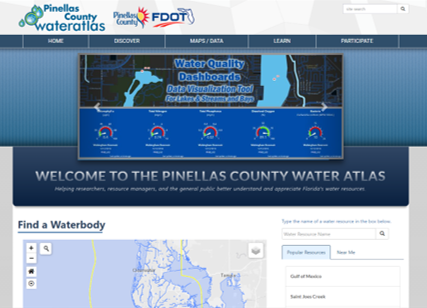 Pinellas
County
wateratlas
Pinellas
County
FDOT
site search
HOME
DISCOVER
MAPS / DATA
LEARN
PARTICIPATE
Water Quality
Dashboards
Data Visualization Tool
For Lakes & Streams and Bays
WELCOME TO THE PINELLAS COUNTY WATER ATLAS
Helping researchers, resource managers, and the general public better understand and appreciate Florida's water resources
Find a Waterbody
Type the name of a water resource in the box below.
Water Resource Name
Popular Resources
Near Me
Gulf of Mexico
Saint Joes Creek
Clearwater
Tampa